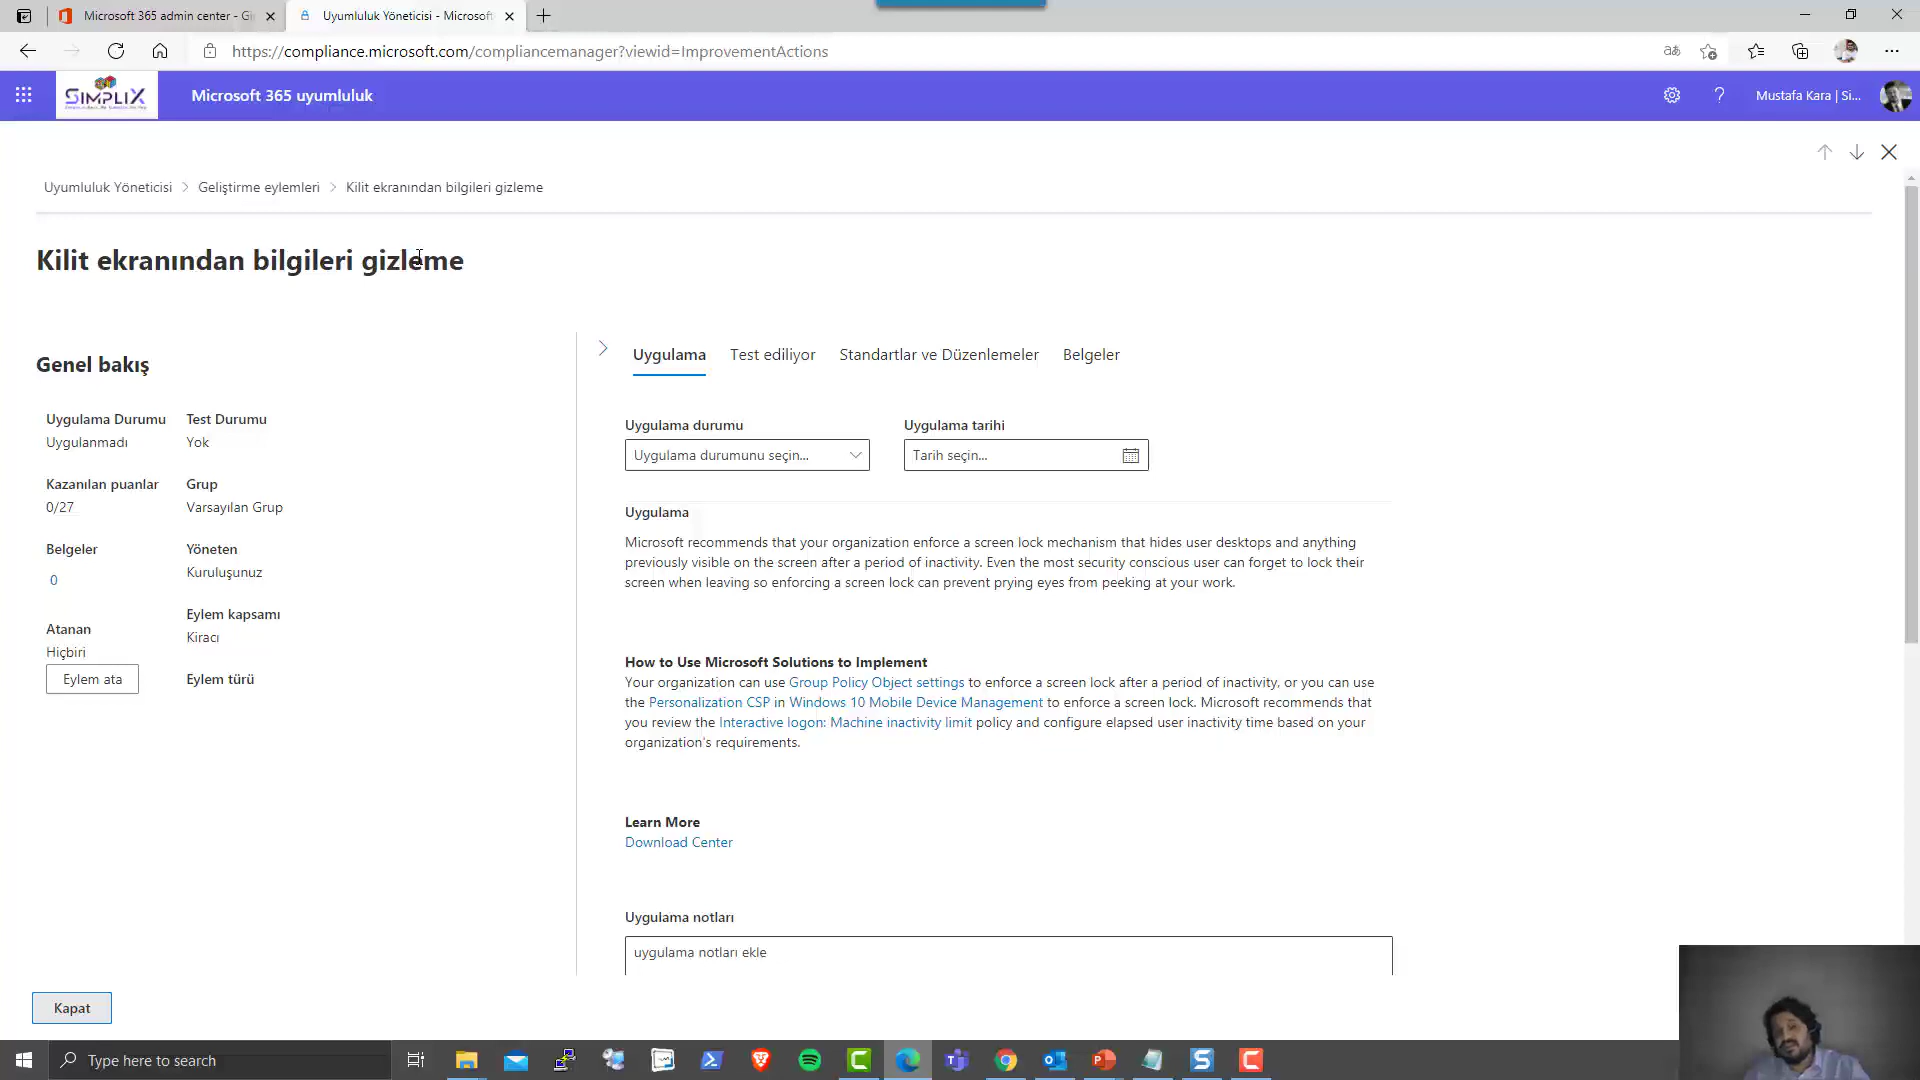 Microsoft 365 admin center - Gi
Uyumluluk Yöneticisi - Microsoft
https://compliance.microsoft.com/compliancemanager?viewid=ImprovementActions
SIMPLIX
Microsoft 365 uyumluluk
Mustafa Kara | Si...
Uyumluluk Yöneticisi > Geliştirme eylemleri > Kilit ekranından bilgileri gizleme
Kilit ekranından bilgileri gizleme
Genel bakış
Uygulama Durumu
Uygulanmadı
Test Durumu
Yok
Kazanılan puanlar
0/27
Grup
Varsayılan Grup
Belgeler
0
Yöneten
Kuruluşunuz
Eylem kapsamı
Kiracı
Atanan
Hiçbiri
Eylem ata
Eylem türü
Uygulama
Test ediliyor
Standartlar ve Düzenlemeler
Belgeler
Uygulama durumu
Uygulama durumunu seçin...
Uygulama tarihi
Tarih seçin...
Uygulama
Microsoft recommends that your organization enforce a screen lock mechanism that hides user desktops and anything
previously visible on the screen after a period of inactivity. Even the most security conscious user can forget to lock their
screen when leaving so enforcing a screen lock can prevent prying eyes from peeking at your work.
How to Use Microsoft Solutions to Implement
Your organization can use Group Policy Object settings to enforce a screen lock after a period of inactivity, or you can use
the Personalization CSP in Windows 10 Mobile Device Management to enforce a screen lock. Microsoft recommends that
you review the Interactive logon: Machine inactivity limit policy and configure elapsed user inactivity time based on your
organization's requirements.
Learn More
Download Center
Uygulama notları
uygulama notları ekle
Kapat
Type here to search